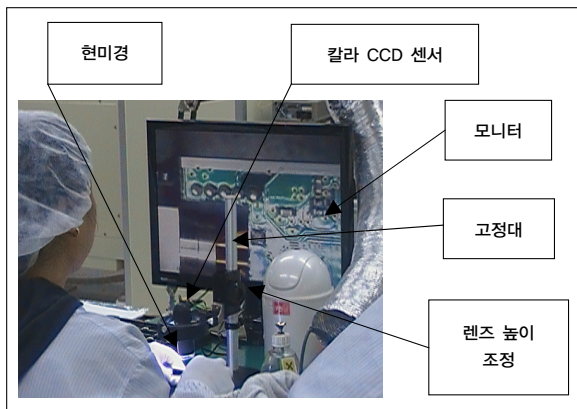 현미경
칼라 CCD 센서
모니터
고정대
렌즈 높이
조정